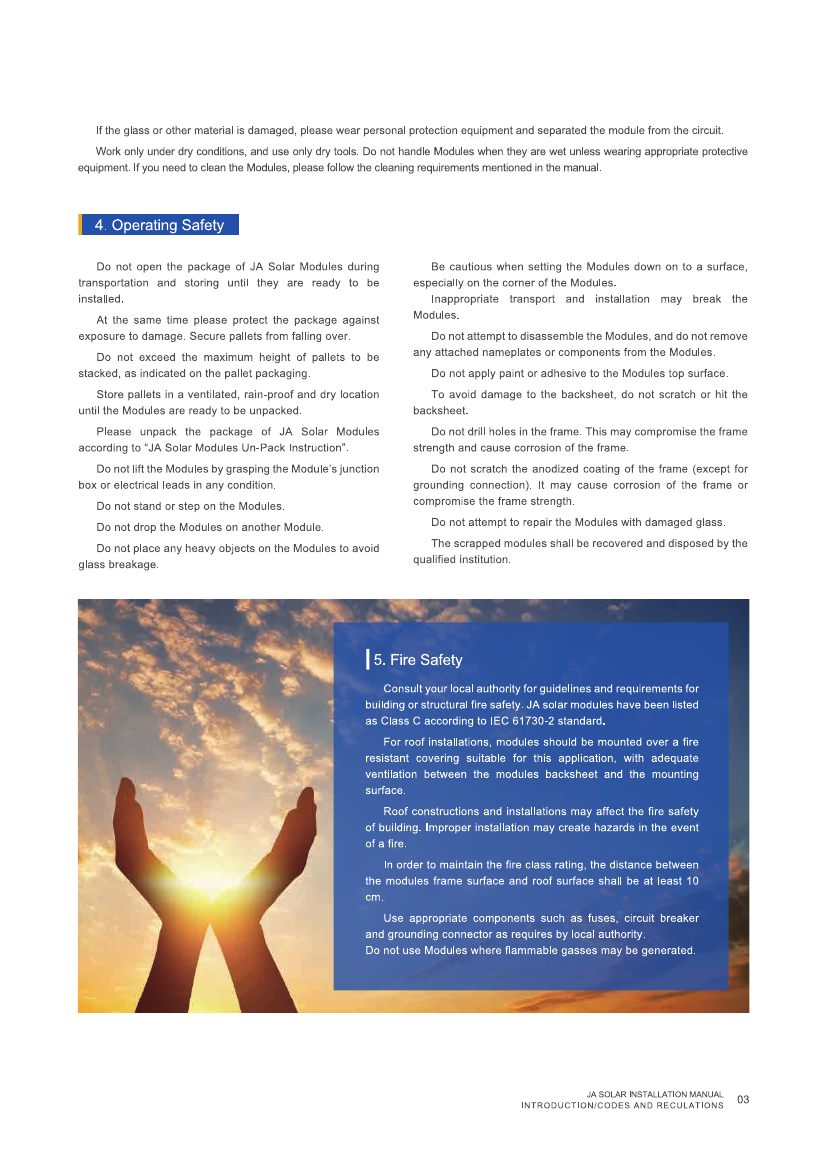 If the glass or other material is damaged, please wear personal protection equipment and separated the module from the circuit.
Work only under dry conditions, and use only dry tools. Do not handle Modules when they are wet unless wearing appropriate protective
equipment. If you need to clean the Modules, please follow the cleaning requirements mentioned in the manual.
4. Operating Safety
Do not open the package of JA Solar Modules during
transportation and storing until they are ready to be
installed.
At the same time please protect the package against
exposure to damage. Secure pallets from falling over.
Do not exceed the maximum height of pallets to be
stacked, as indicated on the pallet packaging.
Store pallets in a ventilated, rain-proof and dry location
until the Modules are ready to be unpacked.
Please unpack the package of JA Solar Modules
according to “JA Solar Modules Un-Pack Instruction”.
Do not lift the Modules by grasping the Module’s junction
box or electrical leads in any condition.
Do not stand or step on the Modules.
Do not drop the Modules on another Module.
Do not place any heavy objects on the Modules to avoid
glass breakage.
Be cautious when setting the Modules down on to a surface,
especially on the corner of the Modules.
Inappropriate transport and installation may break the
Modules.
Do not attempt to disassemble the Modules, and do not remove
any attached nameplates or components from the Modules.
Do not apply paint or adhesive to the Modules top surface.
To avoid damage to the backsheet, do not scratch or hit the
backsheet.
Do not drill holes in the frame. This may compromise the frame
strength and cause corrosion of the frame.
Do not scratch the anodized coating of the frame (except for
grounding connection). It may cause corrosion of the frame or
compromise the frame strength.
Do not attempt to repair the Modules with damaged glass.
The scrapped modules shall be recovered and disposed by the
qualified institution.
5. Fire Safety
Consult your local authority for guidelines and requirements for
building or structural fire safety. JA solar modules have been listed
as Class C according to IEC 61730-2 standard.
For roof installations, modules should be mounted over a fire
resistant covering suitable for this application, with adequate
ventilation between the modules backsheet and the mounting
surface.
Roof constructions and installations may affect the fire safety
of building. Improper installation may create hazards in the event
of a fire.
In order to maintain the fire class rating, the distance between
the modules frame surface and roof surface shall be at least 10
cm.
Use appropriate components such as fuses, circuit breaker
and grounding connector as requires by local authority.
Do not use Modules where flammable gasses may be generated.
JA SOLAR INSTALLATION MANUAL
INTRODUCTION/CODES AND RECULATIONS
03